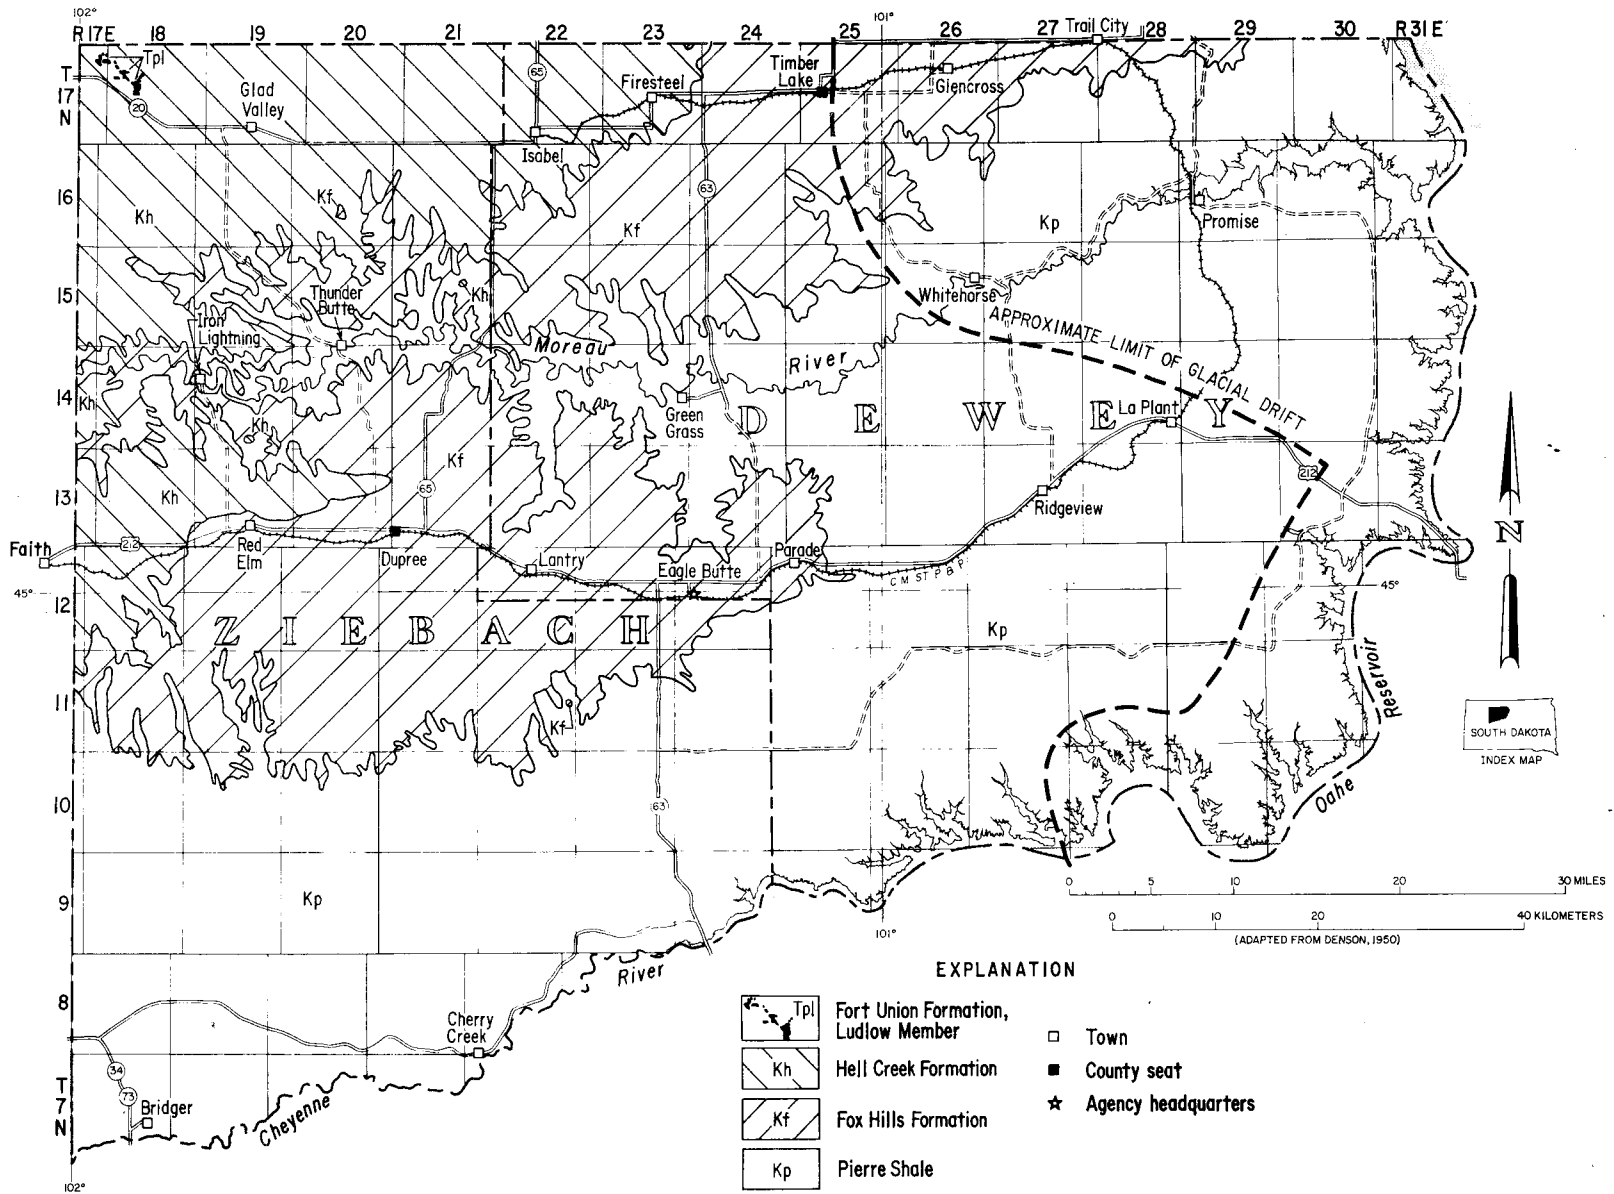 102°
101°
R 17 E 18 19 20 21 22 23 24 25 26 27 28 29 30 R 31 E
Trail City
T
17
N
Tpl
20
Glad
Valley
65
Firesteel
Timber
Lake
Glencross
Isabel
16
Kh
Kf
63
Kf
Kp
Promise
15
Thunder
Butte
Kh
Iron
Lightning
Whitehorse
APPROXIMATE LIMIT OF GLACIAL DRIFT
Moreau
River
14
Kh
Kh
Green
Grass
DEWEY
La Plant
13
Kh
Kf
65
212
Ridgeview
Faith
212
Red
Elm
Dupree
Lantry
Eagle Butte
Parade
C M ST P & P
45°
45°
12
ZIEBACH
Kp
N
11
Kf
Reservoir
SOUTH DAKOTA
INDEX MAP
10
63
Oahe
9
Kp
0 5 10 20 30 MILES
0 10 20 40 KILOMETERS
(ADAPTED FROM DENSON, 1950)
101°
River
8
Cherry
Creek
34
73
T
7
N
Bridger
Cheyenne
102°
EXPLANATION
Tpl Fort Union Formation,
Ludlow Member
Kh Hell Creek Formation
Kf Fox Hills Formation
Kp Pierre Shale
Town
County seat
Agency headquarters